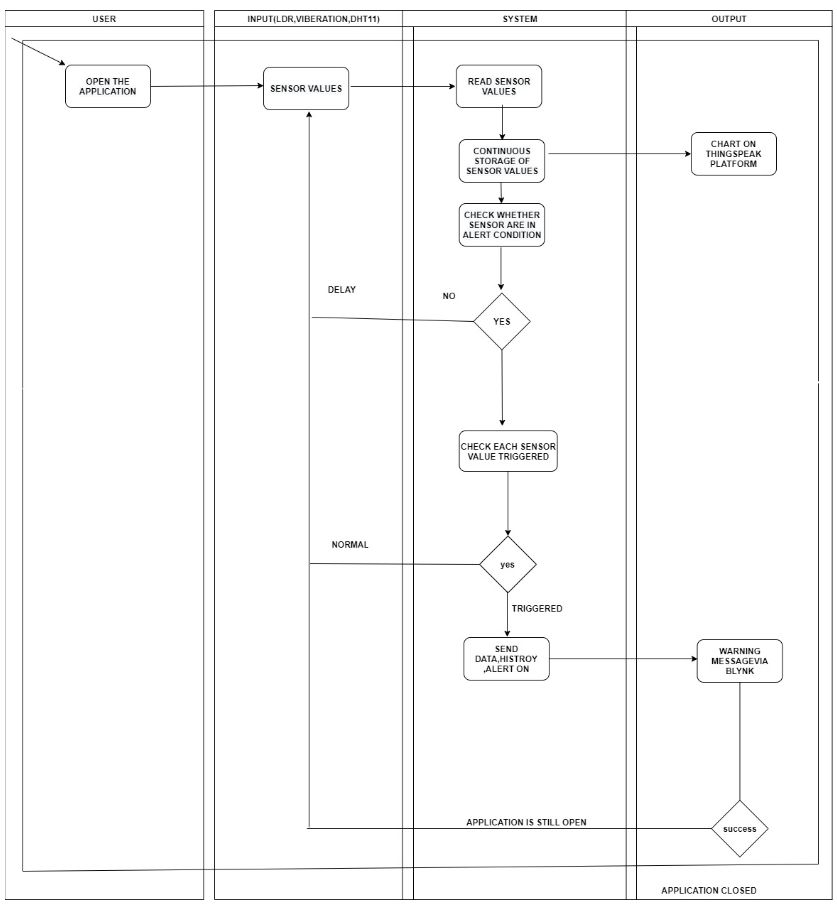 USER
INPUT(LDR,VIBERATION,DHT11)
SYSTEM
OUTPUT
OPEN THE
APPLICATION
SENSOR VALUES
READ SENSOR
VALUES
CONTINUOUS
STORAGE OF
SENSOR VALUES
CHART ON
THINGSPEAK
PLATFORM
CHECK WHETHER
SENSOR ARE IN
ALERT CONDITION
DELAY
NO
YES
CHECK EACH SENSOR
VALUE TRIGGERED
NORMAL
yes
TRIGGERED
SEND
DATA,HISTROY
,ALERT ON
WARNING
MESSAGEVIA
BLYNK
APPLICATION IS STILL OPEN
success
APPLICATION CLOSED